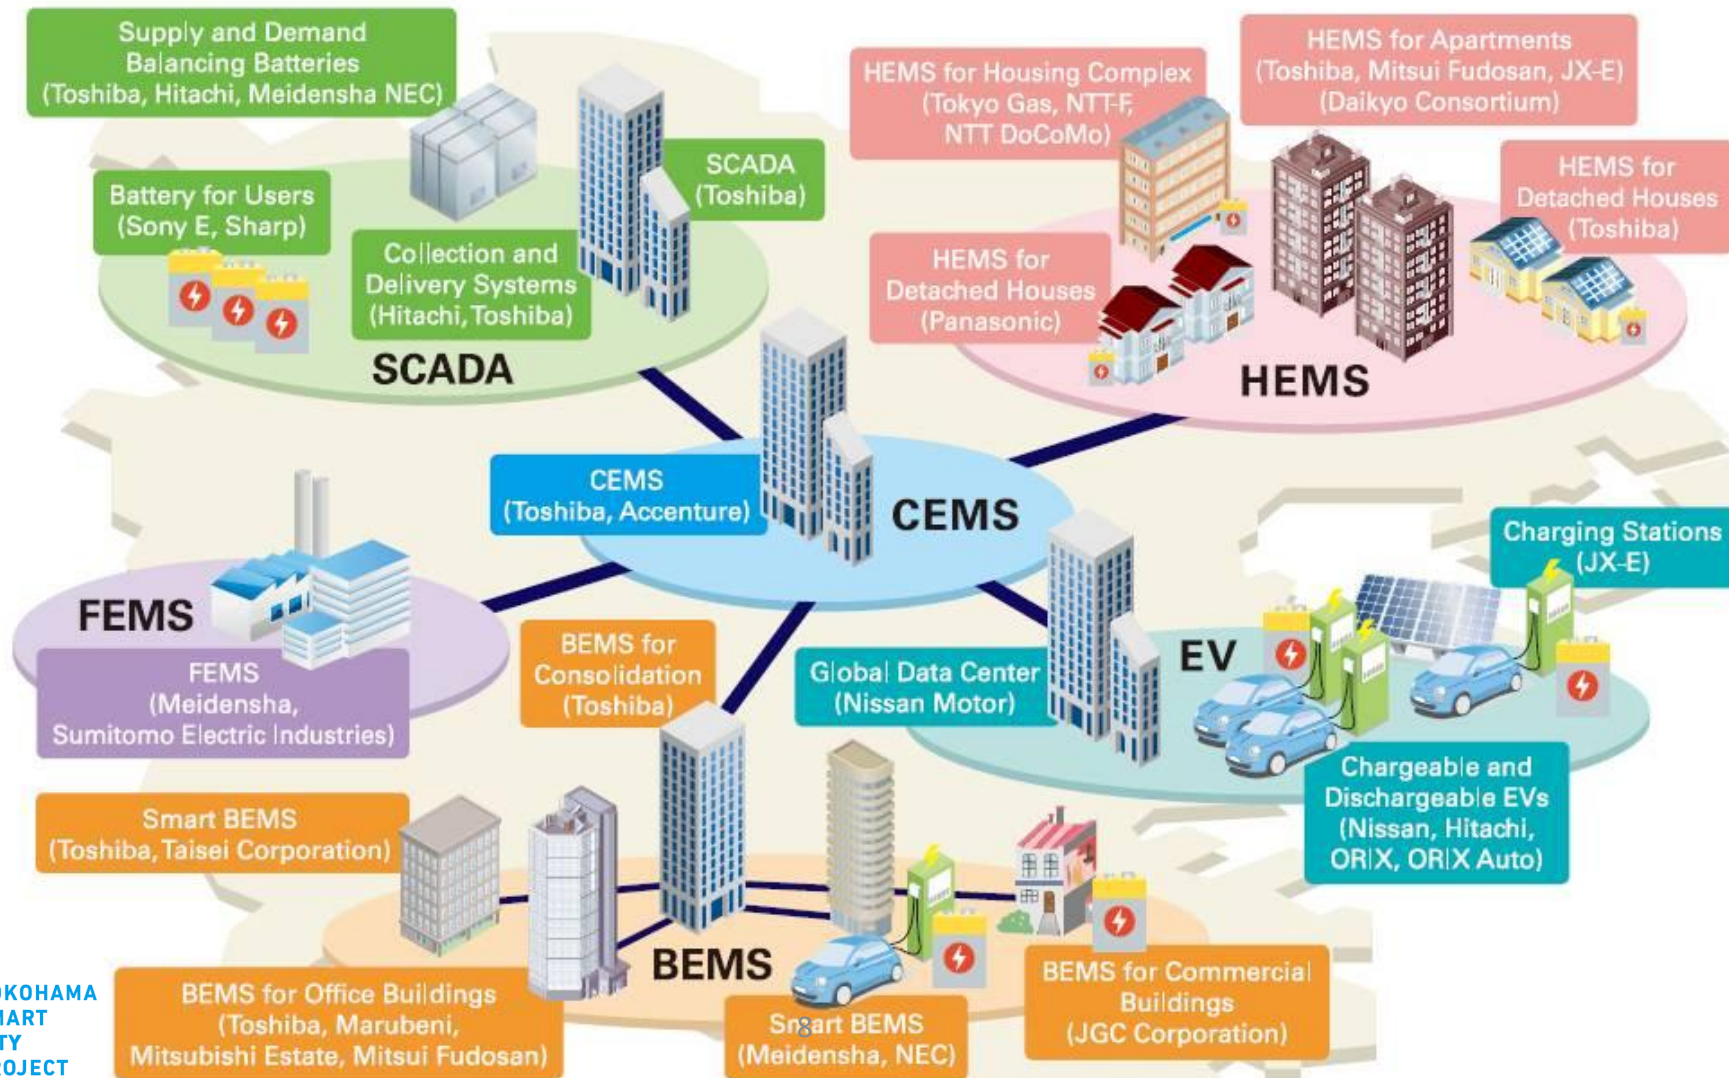 Supply and Demand
Balancing Batteries
(Toshiba, Hitachi, Meidensha NEC)
Battery for Users
(Sony E, Sharp)
Collection and
Delivery Systems
(Hitachi, Toshiba)
SCADA
(Toshiba)
SCADA
HEMS for Housing Complex
(Tokyo Gas, NTT-F,
NTT DoCoMo)
HEMS for Apartments
(Toshiba, Mitsui Fudosan, JX-E)
(Daikyo Consortium)
HEMS for
Detached Houses
(Toshiba)
HEMS for
Detached Houses
(Panasonic)
HEMS
CEMS
(Toshiba, Accenture)
CEMS
FEMS
FEMS
(Meidensha,
Sumitomo Electric Industries)
BEMS for
Consolidation
(Toshiba)
Global Data Center
(Nissan Motor)
EV
Charging Stations
(JX-E)
Chargeable and
Dischargeable EVs
(Nissan, Hitachi,
ORIX, ORIX Auto)
Smart BEMS
(Toshiba, Taisei Corporation)
BEMS
BEMS for Office Buildings
(Toshiba, Marubeni,
Mitsubishi Estate, Mitsui Fudosan)
Smart BEMS
(Meidensha, NEC)
8
BEMS for Commercial
Buildings
(JGC Corporation)
OKOHAMA
MART
ITY
ROJECT